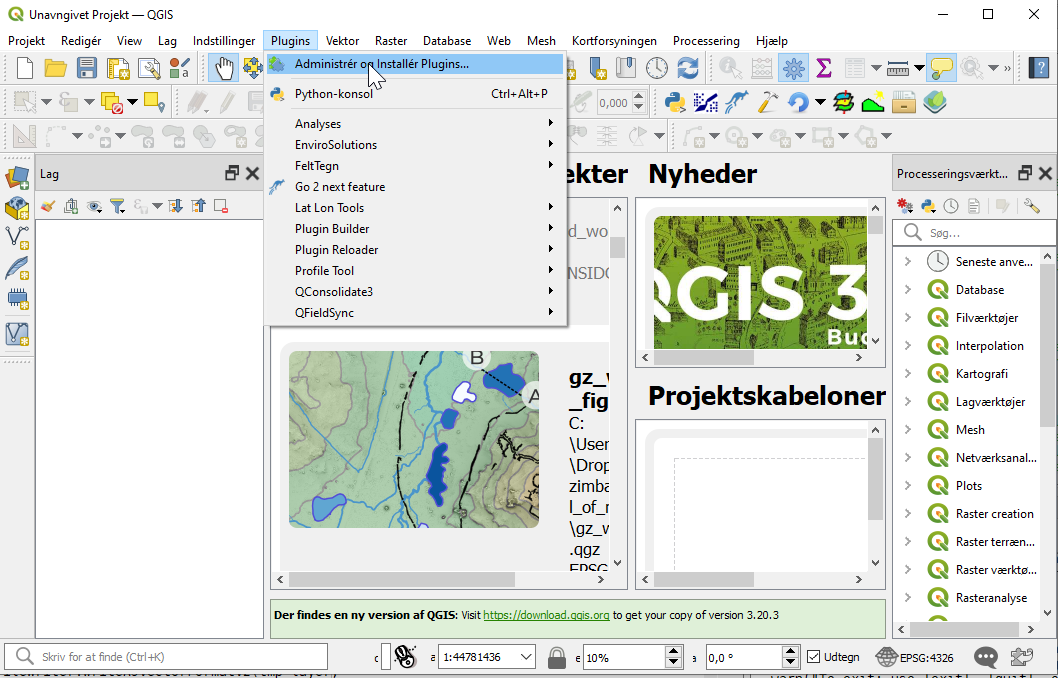 Unavngivet Projekt — QGIS
Projekt Redigér View Lag Indstillinger Plugins Vektor Raster Database Web Mesh Kortforsyningen Processering Hjælp
Administrér og Installér Plugins...
Python-konsol Ctrl+Alt+P
Analyses
EnviroSolutions
FeltTegn
Go 2 next feature
Lat Lon Tools
Plugin Builder
Plugin Reloader
Profile Tool
QConsolidate3
QFieldSync
0,000
Lag
ekter
d_wo
NSIDC
B
A
gz_w
_fig
C:
\User
\Drop
zimba
l_of_r
\gz_w
.qgz
EPSG
Nyheder
QGIS 3
Buc
Projektskabeloner
Processeringsværkt...
Søg...
Seneste anve...
Database
Filværktøjer
Interpolation
Kartografi
Lagværktøjer
Mesh
Netværksanal...
Plots
Raster creation
Raster terræn...
Raster værktø...
Rasteranalyse
Der findes en ny version af QGIS: Visit https://download.qgis.org to get your copy of version 3.20.3
Skriv for at finde (Ctrl+K) 1:44781436 10% 0,0 ° Udtegn EPSG:4326